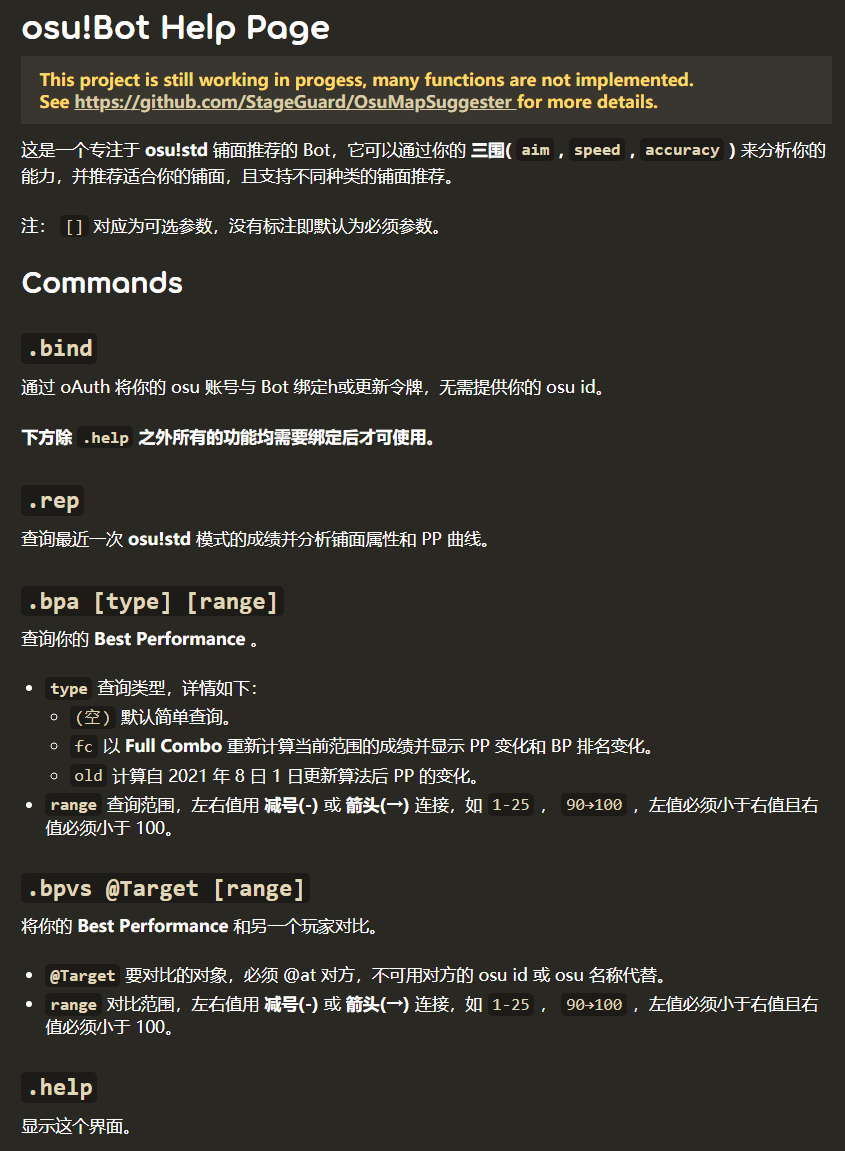 osu!Bot Help Page
This project is still working in progess, many functions are not implemented.
See https://github.com/StageGuard/OsuMapSuggester for more details.
这是一个专注于 osu!std 铺面推荐的 Bot，它可以通过你的 三围( aim , speed , accuracy ) 来分析你的
能力，并推荐适合你的铺面，且支持不同种类的铺面推荐。
注： [] 对应为可选参数，没有标注即默认为必须参数。
Commands
.bind
通过 oAuth 将你的 osu 账号与 Bot 绑定h或更新令牌，无需提供你的 osu id。
下方除 .help 之外所有的功能均需要绑定后才可使用。
.rep
查询最近一次 osu!std 模式的成绩并分析铺面属性和 PP 曲线。
.bpa [type] [range]
查询你的 Best Performance 。
• type 查询类型，详情如下：
◦ (空) 默认简单查询。
◦ fc 以 Full Combo 重新计算当前范围的成绩并显示 PP 变化和 BP 排名变化。
◦ old 计算自 2021 年 8 日 1 日更新算法后 PP 的变化。
• range 查询范围，左右值用 减号(-) 或 箭头(→) 连接，如 1-25 ， 90→100 ，左值必须小于右值且右
值必须小于 100。
.bpvs @Target [range]
将你的 Best Performance 和另一个玩家对比。
• @Target 要对比的对象，必须 @at 对方，不可用对方的 osu id 或 osu 名称代替。
• range 对比范围，左右值用 减号(-) 或 箭头(→) 连接，如 1-25 ， 90→100 ，左值必须小于右值且右
值必须小于 100。
.help
显示这个界面。